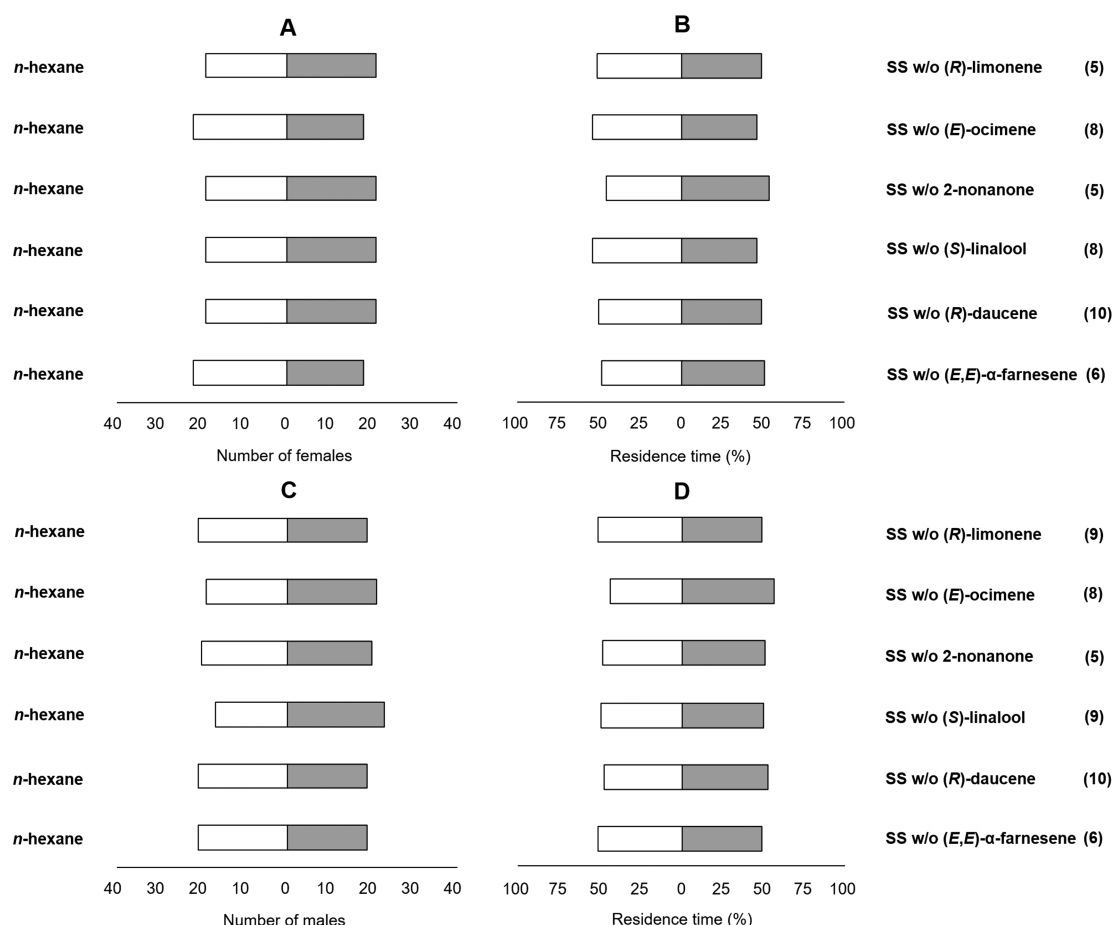 A B
n-hexane SS w/o (R)-limonene (5)
n-hexane SS w/o (E)-ocimene (8)
n-hexane SS w/o 2-nonanone (5)
n-hexane SS w/o (S)-linalool (8)
n-hexane SS w/o (R)-daucene (10)
n-hexane SS w/o (E,E)-α-farnesene (6)
40 30 20 10 0 10 20 30 40 100 75 50 25 0 25 50 75 100
Number of females Residence time (%)
C D
n-hexane SS w/o (R)-limonene (9)
n-hexane SS w/o (E)-ocimene (8)
n-hexane SS w/o 2-nonanone (5)
n-hexane SS w/o (S)-linalool (9)
n-hexane SS w/o (R)-daucene (10)
n-hexane SS w/o (E,E)-α-farnesene (6)
40 30 20 10 0 10 20 30 40 100 75 50 25 0 25 50 75 100
Number of males Residence time (%)